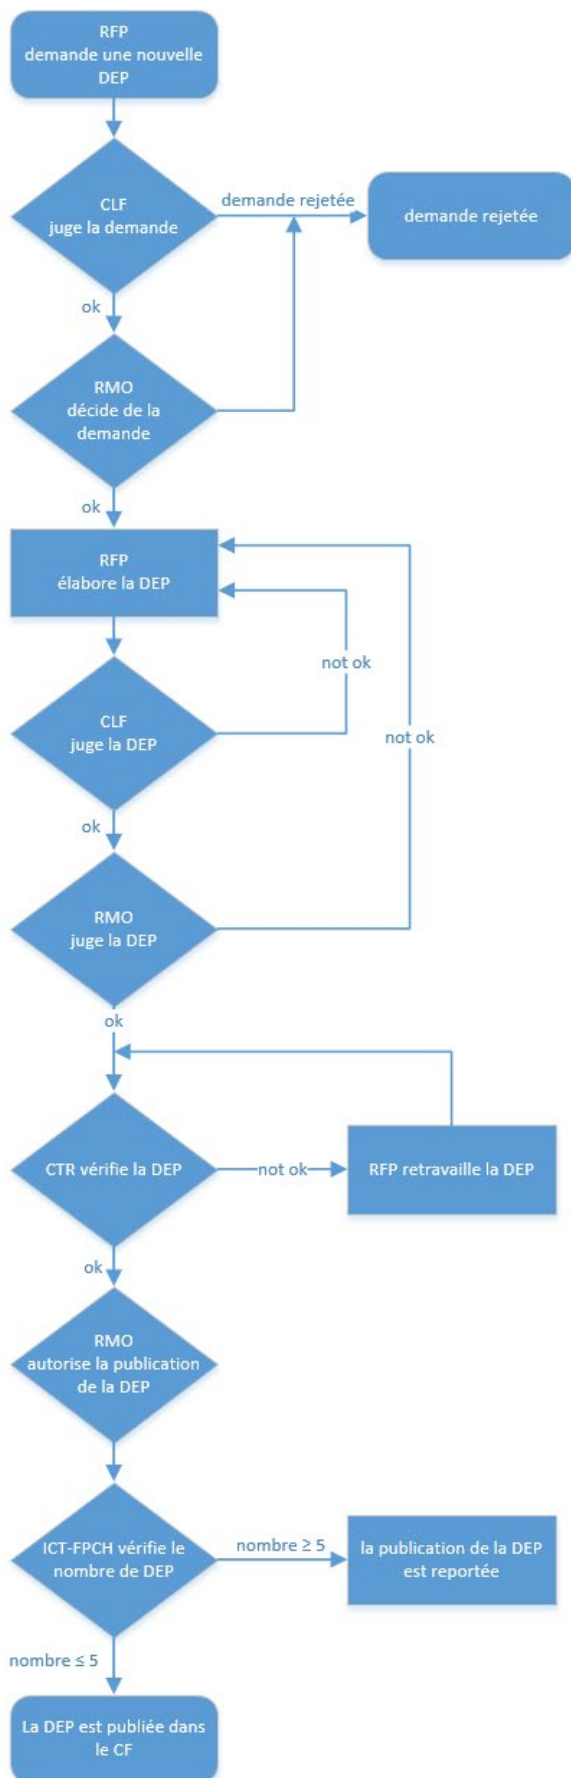 RFP
demande une nouvelle
DEP
CLF
juge la demande
demande rejetée
demande rejetée
ok
RMO
décide de la
demande
ok
RFP
élabore la DEP
not ok
CLF
juge la DEP
not ok
ok
RMO
juge la DEP
ok
CTR vérifie la DEP
not ok
RFP retravaille la DEP
ok
RMO
autorise la publication
de la DEP
ICT-FPCH vérifie le
nombre de DEP
nombre ≥ 5
la publication de la DEP
est reportée
nombre ≤ 5
La DEP est publiée dans
le CF